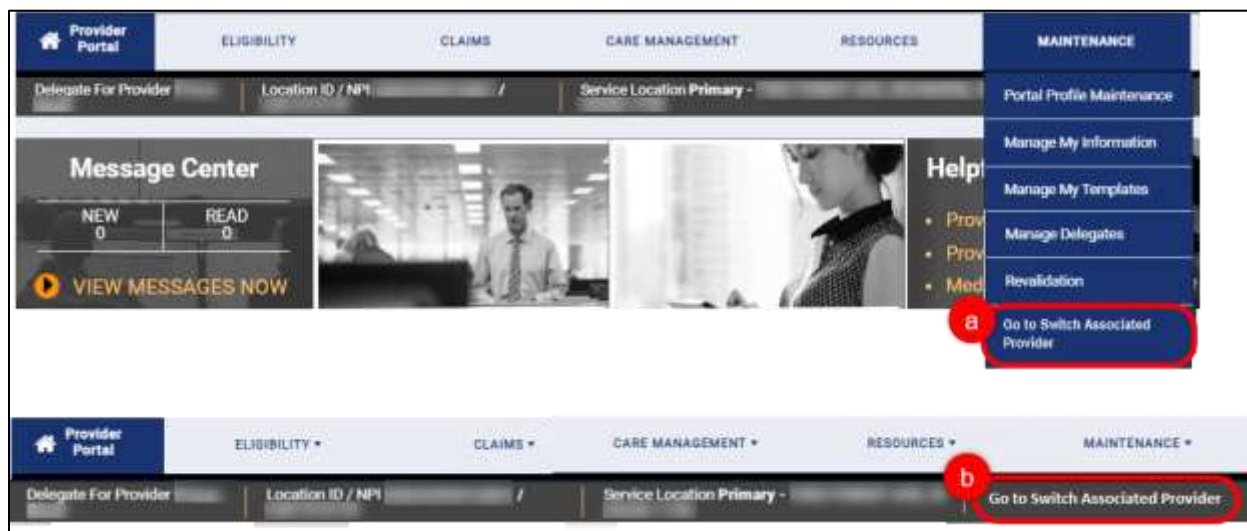 Provider
Portal
ELIGIBILITY
CLAIMS
CARE MANAGEMENT
RESOURCES
MAINTENANCE
Delegate For Provider
Location ID / NPI
/
Service Location Primary -
Portal Profile Maintenance
Manage My Information
Manage My Templates
Manage Delegates
Revalidation
a
Go to Switch Associated
Provider
Message Center
NEW
0
READ
0
VIEW MESSAGES NOW
Provider
Portal
ELIGIBILITY
CLAIMS
CARE MANAGEMENT
RESOURCES
MAINTENANCE
Delegate For Provider
Location ID / NPI
/
Service Location Primary -
b
Go to Switch Associated Provider